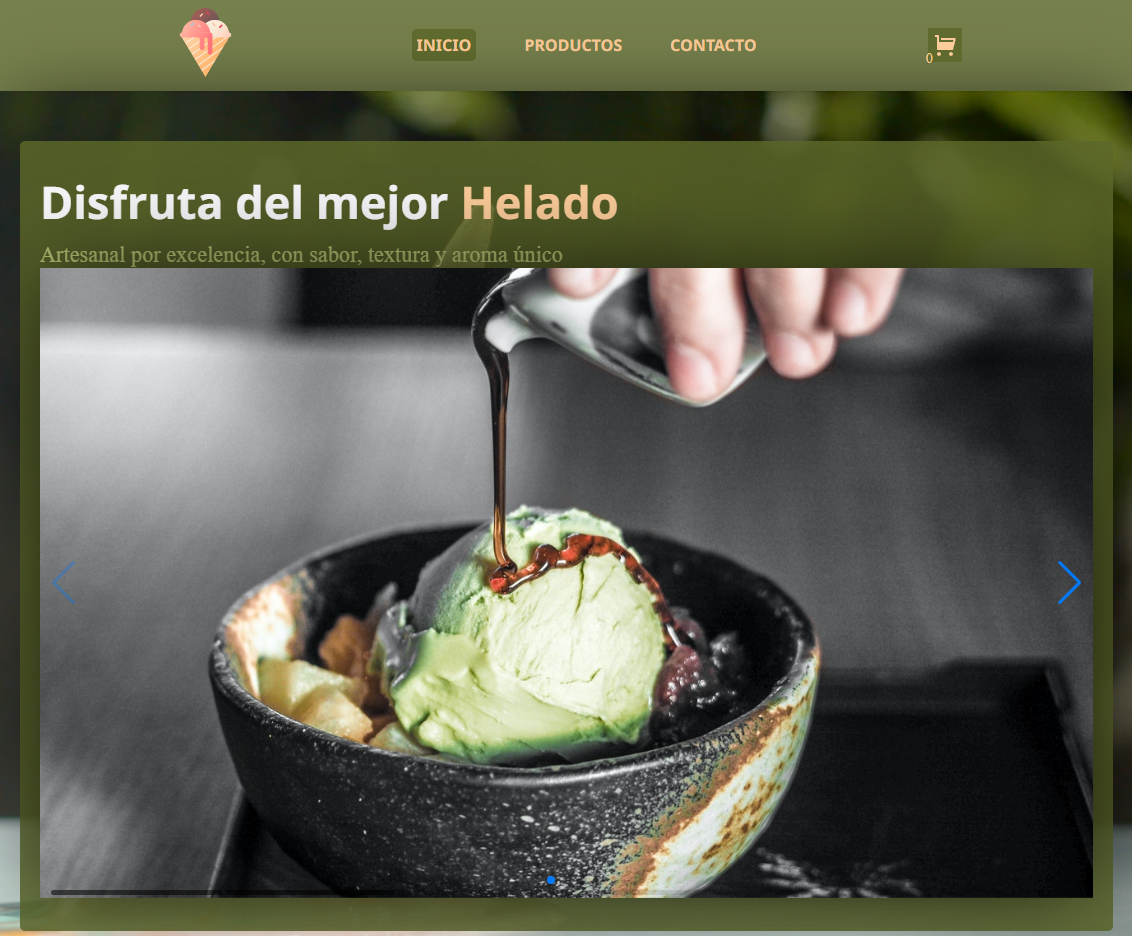 INICIO PRODUCTOS CONTACTO
0
Disfruta del mejor Helado
Artesanal por excelencia, con sabor, textura y aroma único